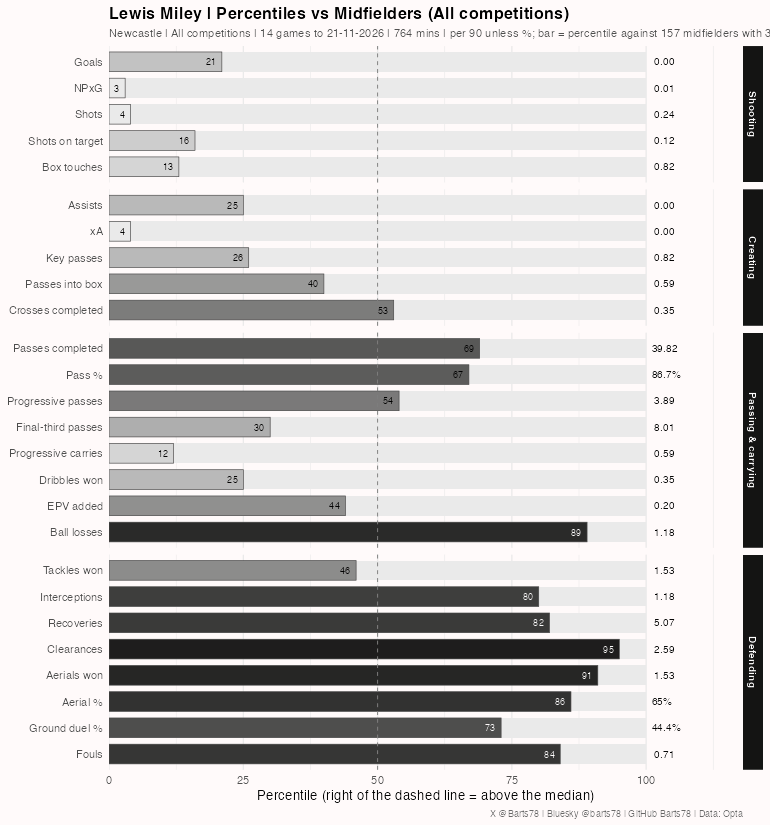 Lewis Miley | Percentiles vs Midfielders (All competitions)
Newcastle | All competitions | 14 games to 21-11-2026 | 764 mins | per 90 unless %; bar = percentile against 157 midfielders with 3
Goals 21 0.00
NPxG 3 0.01
Shots 4 0.24
Shots on target 16 0.12
Box touches 13 0.82
Shooting
Assists 25 0.00
xA 4 0.00
Key passes 26 0.82
Passes into box 40 0.59
Crosses completed 53 0.35
Creating
Passes completed 69 39.82
Pass % 67 86.7%
Progressive passes 54 3.89
Final-third passes 30 8.01
Progressive carries 12 0.59
Dribbles won 25 0.35
EPV added 44 0.20
Ball losses 89 1.18
Passing & carrying
Tackles won 46 1.53
Interceptions 80 1.18
Recoveries 82 5.07
Clearances 95 2.59
Aerials won 91 1.53
Aerial % 86 65%
Ground duel % 73 44.4%
Fouls 84 0.71
Defending
0 25 50 75 100
Percentile (right of the dashed line = above the median)
X @Barts78 | Bluesky @barts78 | GitHub Barts78 | Data: Opta